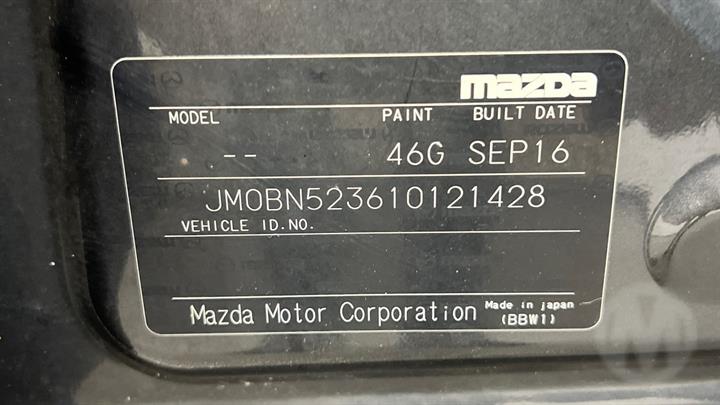 mazda
MODEL PAINT BUILT DATE
-- 46G SEP16
JM0BN523610121428
VEHICLE ID.NO.
Mazda Motor Corporation Made in japan
(BBW1)